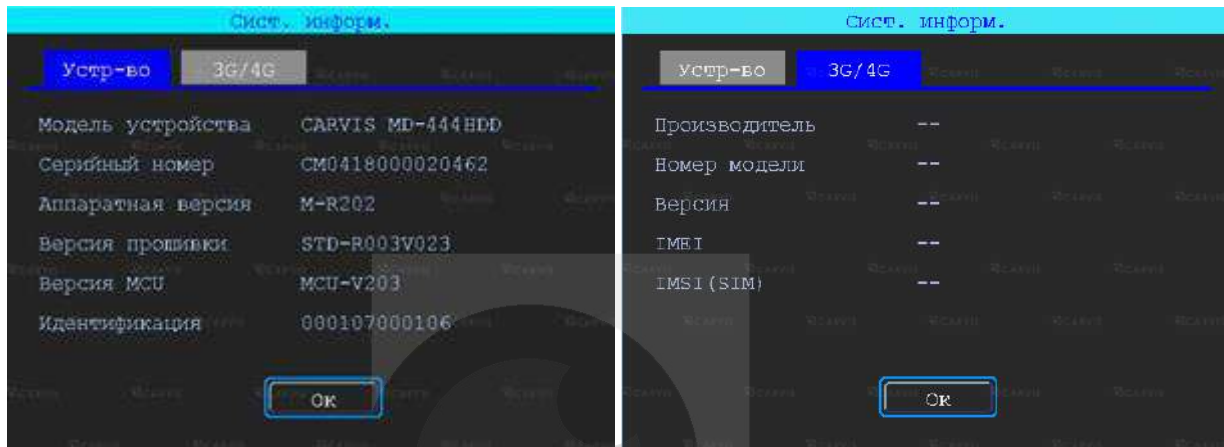 Сист. информ.
Устр-во 3G/4G
Модель устройства CARVIS MD-444HDD
Серийный номер CM0418000020462
Аппаратная версия M-R202
Версия прошивки STD-R003V023
Версия MCU MCU-V203
Идентификация 000107000106
Ок
Сист. информ.
Устр-во 3G/4G
Производитель --
Номер модели --
Версия --
IMEI --
IMSI(SIM) --
Ок